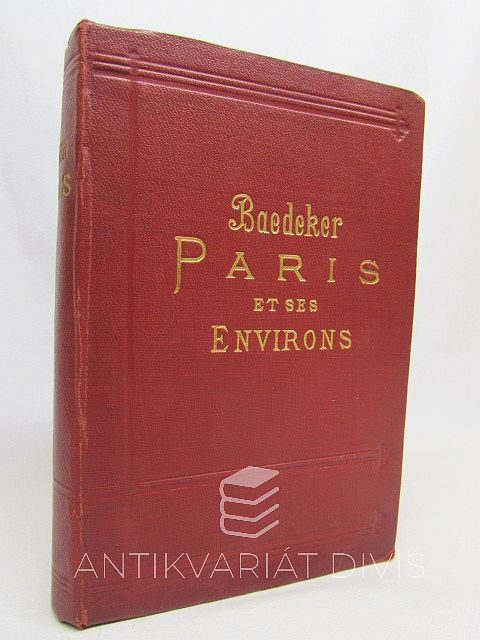 Baedeker
PARIS
ET SES
ENVIRONS
ANTIKVARIÁT DIVIŠ